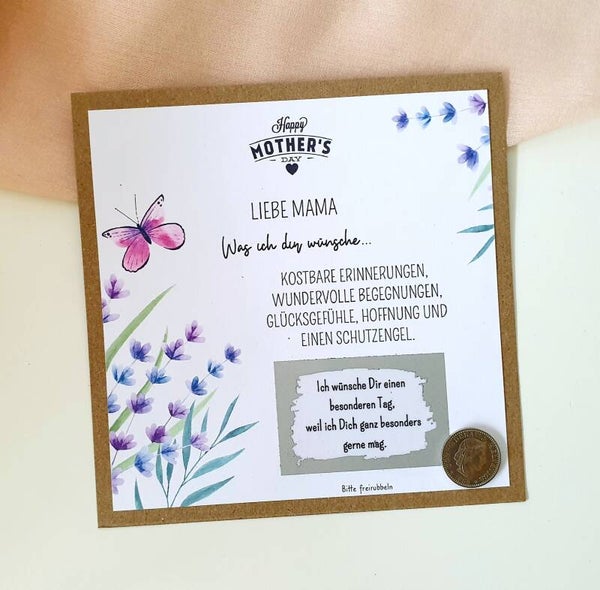 Happy
MOTHER'S
DAY
LIEBE MAMA
Was ich dir wünsche...
KOSTBARE ERINNERUNGEN,
WUNDERVOLLE BEGEGNUNGEN,
GLÜCKSGEFÜHLE, HOFFNUNG UND
EINEN SCHUTZENGEL.
Ich wünsche Dir einen
besonderen Tag,
weil ich Dich ganz besonders
gerne mag.
Bitte freirubbeln